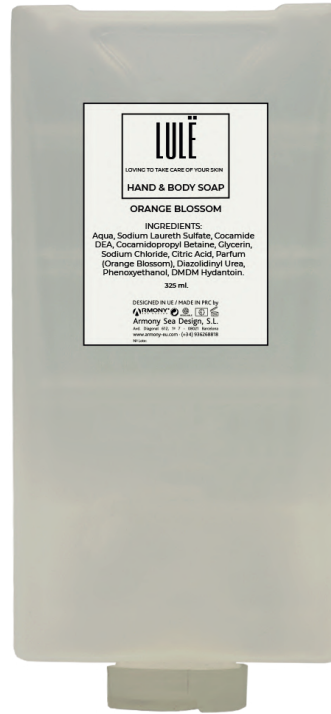 LULË
LOVING TO TAKE CARE OF YOUR SKIN
HAND & BODY SOAP
ORANGE BLOSSOM
INGREDIENTS:
Aqua, Sodium Laureth Sulfate, Cocamide
DEA, Cocamidopropyl Betaine, Glycerin,
Sodium Chloride, Citric Acid, Parfum
(Orange Blossom), Diazolidinyl Urea,
Phenoxyethanol, DMDM Hydantoin.
325 ml.
DESIGNED IN UE / MADE IN PRC by
ARMONY
Armony Sea Design, S.L.
www.armony-eu.com - (+34) 936268818